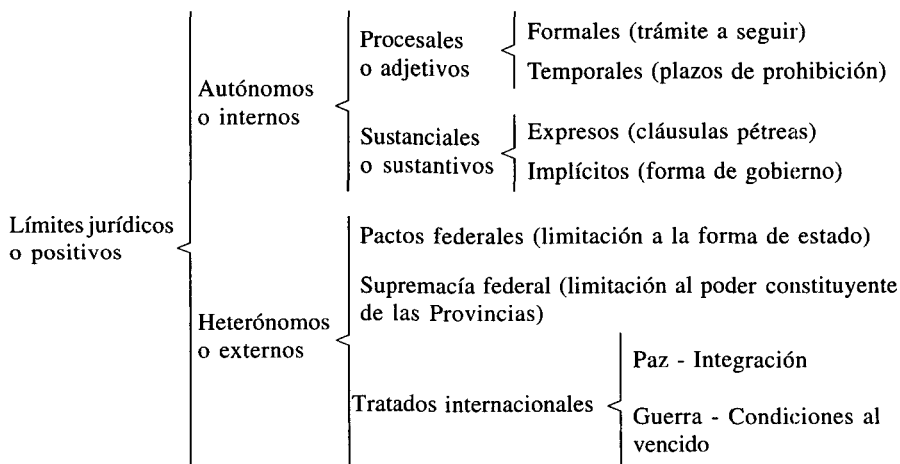 Límites jurídicos
o positivos
Autónomos
o internos
Procesales
o adjetivos
Formales (trámite a seguir)
Temporales (plazos de prohibición)
Sustanciales
o sustantivos
Expresos (cláusulas pétreas)
Implícitos (forma de gobierno)
Heterónomos
o externos
Pactos federales (limitación a la forma de estado)
Supremacía federal (limitación al poder constituyente
de las Provincias)
Tratados internacionales
Paz - Integración
Guerra - Condiciones al
vencido